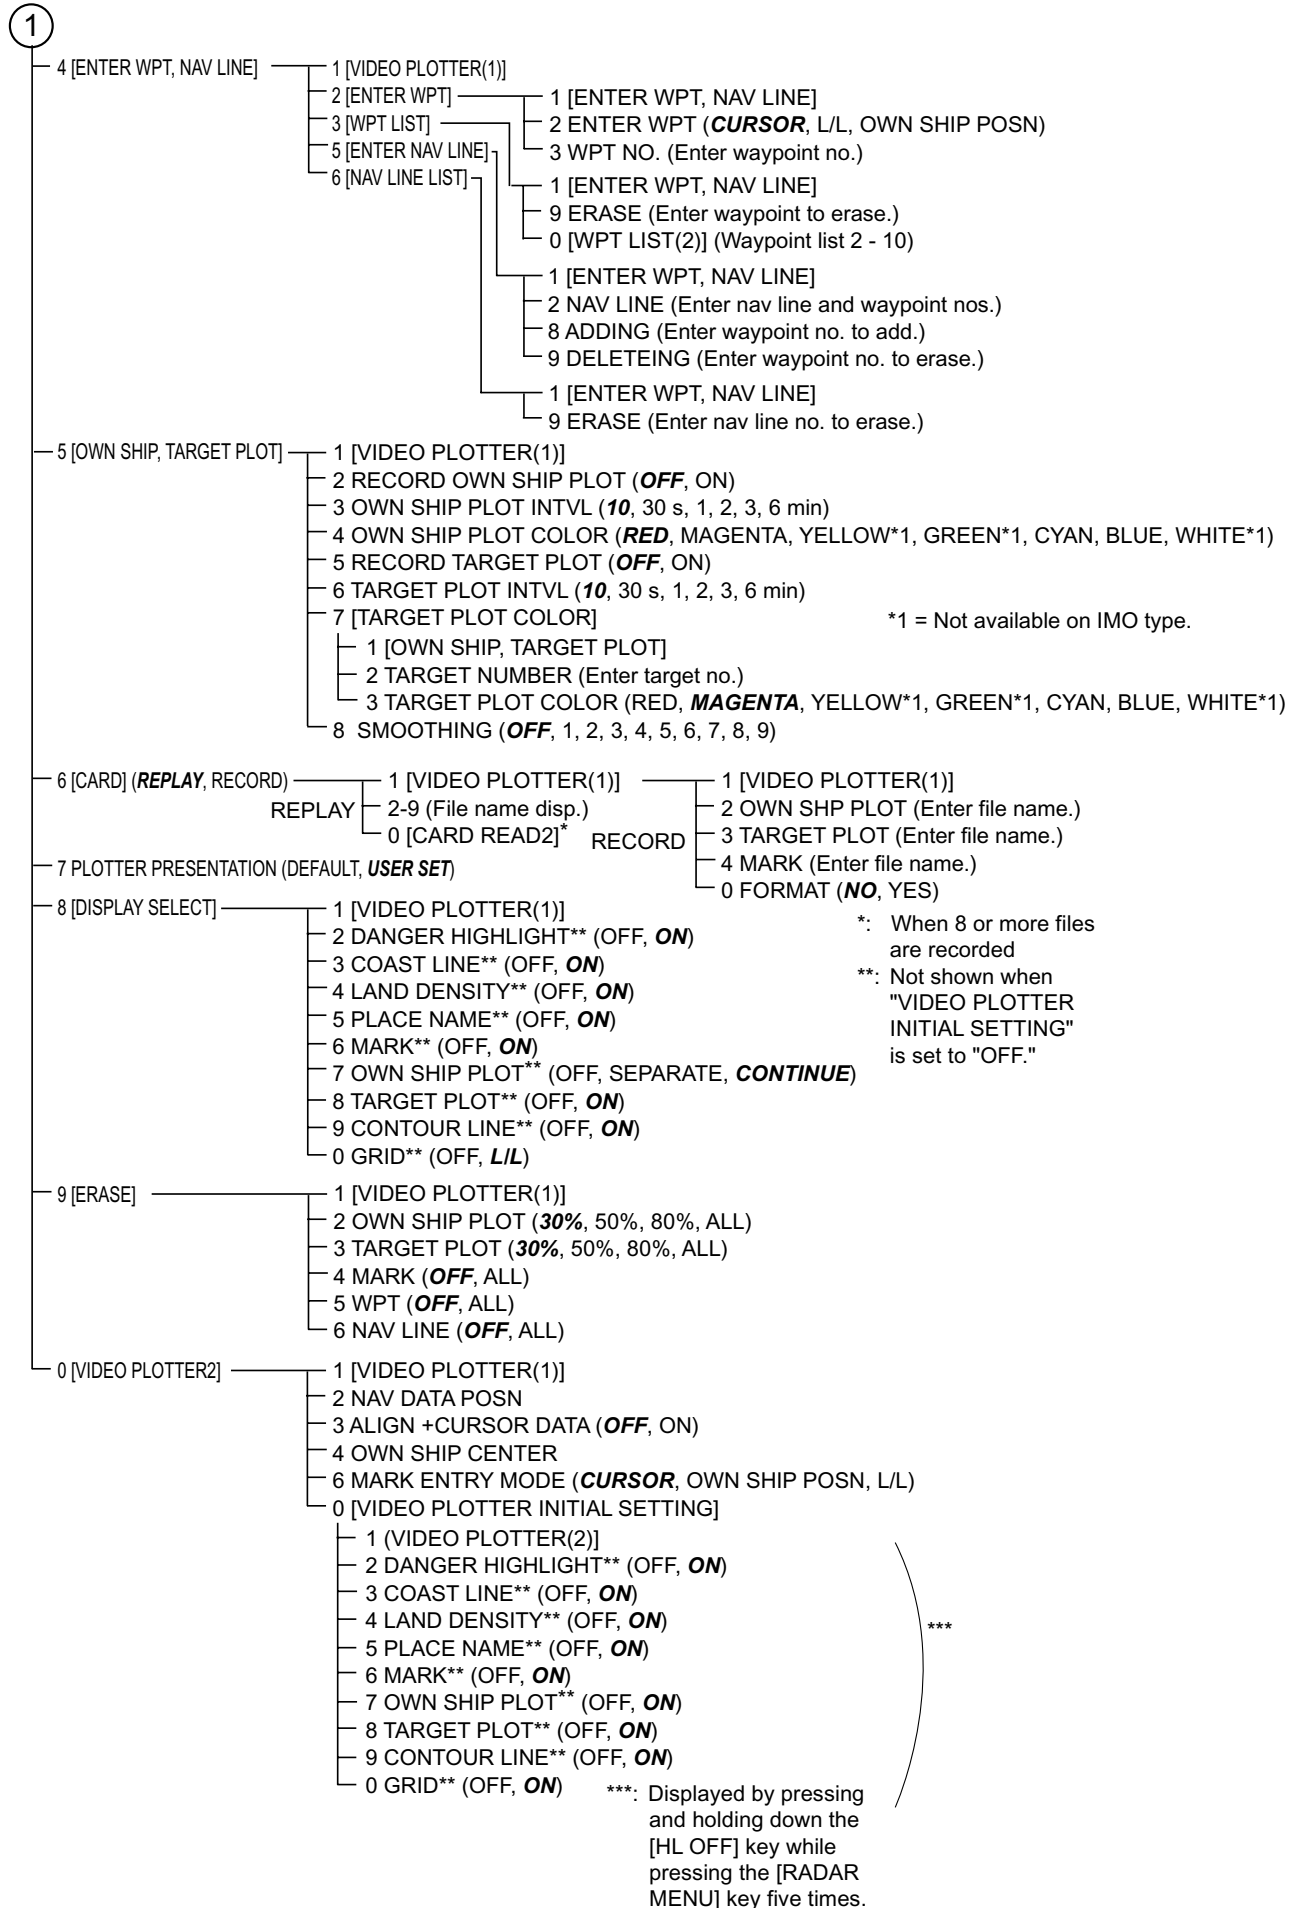 1
4 [ENTER WPT, NAV LINE]
1 [VIDEO PLOTTER(1)]
2 [ENTER WPT]
3 [WPT LIST]
5 [ENTER NAV LINE]
6 [NAV LINE LIST]
1 [ENTER WPT, NAV LINE]
2 ENTER WPT (CURSOR, L/L, OWN SHIP POSN)
3 WPT NO. (Enter waypoint no.)
1 [ENTER WPT, NAV LINE]
9 ERASE (Enter waypoint to erase.)
0 [WPT LIST(2)] (Waypoint list 2 - 10)
1 [ENTER WPT, NAV LINE]
2 NAV LINE (Enter nav line and waypoint nos.)
8 ADDING (Enter waypoint no. to add.)
9 DELETEING (Enter waypoint no. to erase.)
1 [ENTER WPT, NAV LINE]
9 ERASE (Enter nav line no. to erase.)
5 [OWN SHIP, TARGET PLOT]
1 [VIDEO PLOTTER(1)]
2 RECORD OWN SHIP PLOT (OFF, ON)
3 OWN SHIP PLOT INTVL (10, 30 s, 1, 2, 3, 6 min)
4 OWN SHIP PLOT COLOR (RED, MAGENTA, YELLOW*1, GREEN*1, CYAN, BLUE, WHITE*1)
5 RECORD TARGET PLOT (OFF, ON)
6 TARGET PLOT INTVL (10, 30 s, 1, 2, 3, 6 min)
7 [TARGET PLOT COLOR]
*1 = Not available on IMO type.
1 [OWN SHIP, TARGET PLOT]
2 TARGET NUMBER (Enter target no.)
3 TARGET PLOT COLOR (RED, MAGENTA, YELLOW*1, GREEN*1, CYAN, BLUE, WHITE*1)
8 SMOOTHING (OFF, 1, 2, 3, 4, 5, 6, 7, 8, 9)
6 [CARD] (REPLAY, RECORD)
REPLAY
1 [VIDEO PLOTTER(1)]
2-9 (File name disp.)
0 [CARD READ2]*
RECORD
1 [VIDEO PLOTTER(1)]
2 OWN SHP PLOT (Enter file name.)
3 TARGET PLOT (Enter file name.)
4 MARK (Enter file name.)
0 FORMAT (NO, YES)
7 PLOTTER PRESENTATION (DEFAULT, USER SET)
8 [DISPLAY SELECT]
1 [VIDEO PLOTTER(1)]
2 DANGER HIGHLIGHT** (OFF, ON)
3 COAST LINE** (OFF, ON)
4 LAND DENSITY** (OFF, ON)
5 PLACE NAME** (OFF, ON)
6 MARK** (OFF, ON)
7 OWN SHIP PLOT** (OFF, SEPARATE, CONTINUE)
8 TARGET PLOT** (OFF, ON)
9 CONTOUR LINE** (OFF, ON)
0 GRID** (OFF, L/L)
*: When 8 or more files
are recorded
**: Not shown when
"VIDEO PLOTTER
INITIAL SETTING"
is set to "OFF."
9 [ERASE]
1 [VIDEO PLOTTER(1)]
2 OWN SHIP PLOT (30%, 50%, 80%, ALL)
3 TARGET PLOT (30%, 50%, 80%, ALL)
4 MARK (OFF, ALL)
5 WPT (OFF, ALL)
6 NAV LINE (OFF, ALL)
0 [VIDEO PLOTTER2]
1 [VIDEO PLOTTER(1)]
2 NAV DATA POSN
3 ALIGN +CURSOR DATA (OFF, ON)
4 OWN SHIP CENTER
6 MARK ENTRY MODE (CURSOR, OWN SHIP POSN, L/L)
0 [VIDEO PLOTTER INITIAL SETTING]
1 (VIDEO PLOTTER(2)]
2 DANGER HIGHLIGHT** (OFF, ON)
3 COAST LINE** (OFF, ON)
4 LAND DENSITY** (OFF, ON)
5 PLACE NAME** (OFF, ON)
6 MARK** (OFF, ON)
7 OWN SHIP PLOT** (OFF, ON)
8 TARGET PLOT** (OFF, ON)
9 CONTOUR LINE** (OFF, ON)
0 GRID** (OFF, ON)
***
***: Displayed by pressing
and holding down the
[HL OFF] key while
pressing the [RADAR
MENU] key five times.